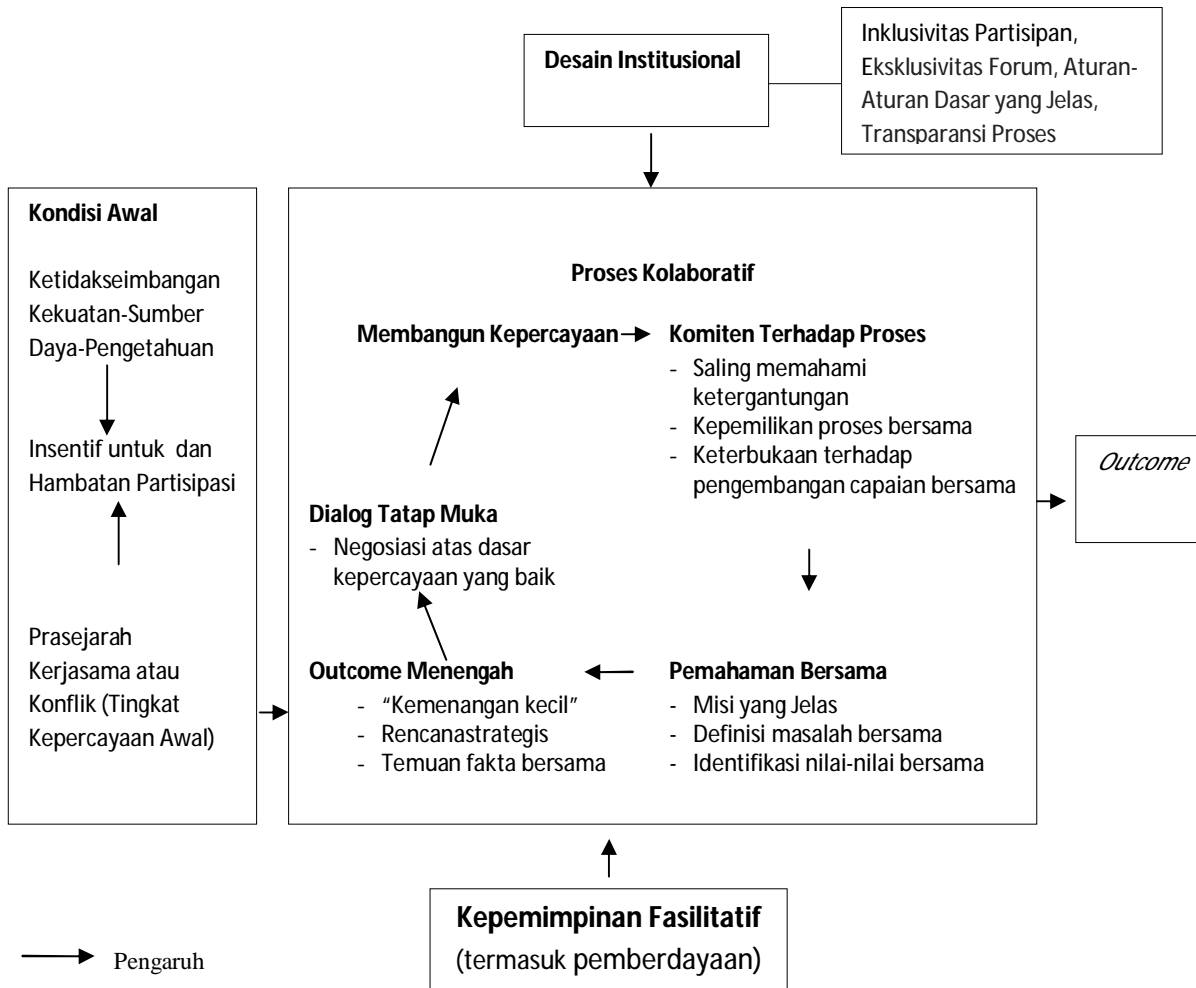 Desain Institusional
Inklusivitas Partisipan,
Eksklusivitas Forum, Aturan-
Aturan Dasar yang Jelas,
Transparansi Proses
Kondisi Awal
Ketidakseimbangan
Kekuatan-Sumber
Daya-Pengetahuan
Insentif untuk dan
Hambatan Partisipasi
Prasejarah
Kerjasama atau
Konflik (Tingkat
Kepercayaan Awal)
Proses Kolaboratif
Membangun Kepercayaan
Komiten Terhadap Proses
- Saling memahami
ketergantungan
- Kepemilikan proses bersama
- Keterbukaan terhadap
pengembangan capaian bersama
Dialog Tatap Muka
- Negosiasi atas dasar
kepercayaan yang baik
Outcome Menengah
- “Kemenangan kecil”
- Rencanastrategis
- Temuan fakta bersama
Pemahaman Bersama
- Misi yang Jelas
- Definisi masalah bersama
- Identifikasi nilai-nilai bersama
Outcome
Kepemimpinan Fasilitatif
(termasuk pemberdayaan)
Pengaruh